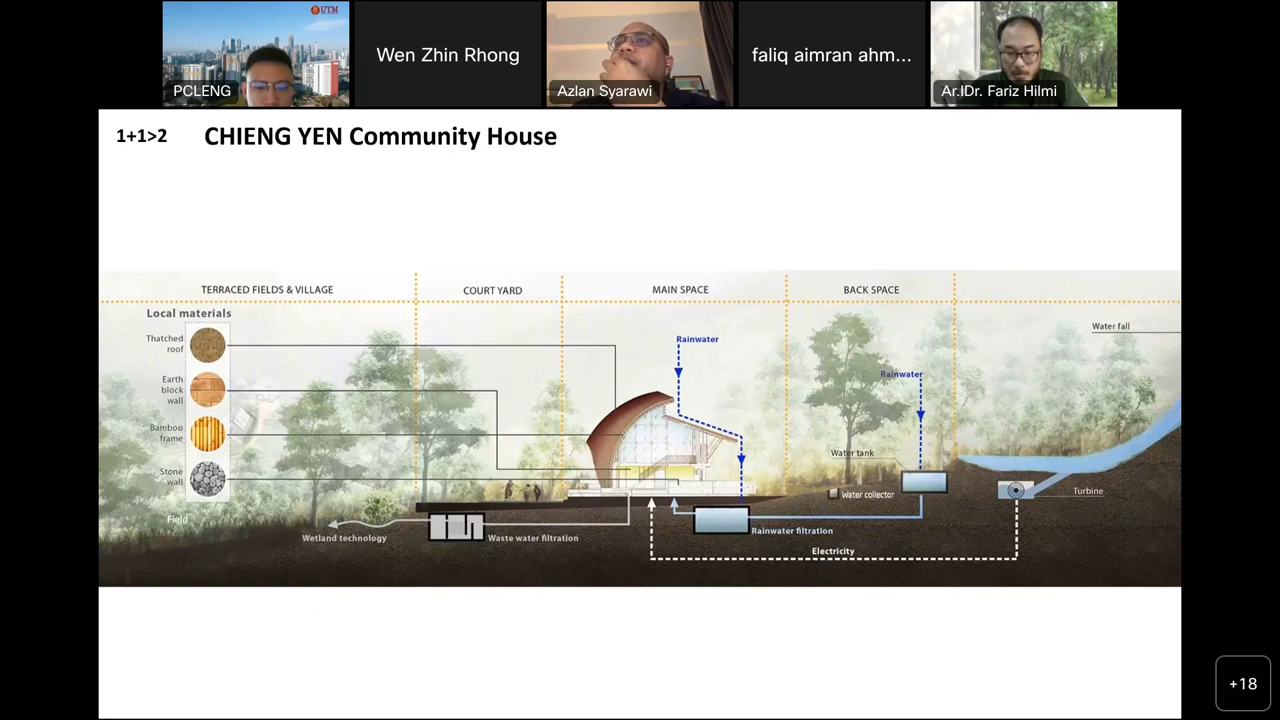 UTM
PCLENG
Wen Zhin Rhong
Azlan Syarawi
faliq aimran ahm...
Ar.IDr. Fariz Hilmi
1+1>2
CHIENG YEN Community House
TERRACED FIELDS & VILLAGE
COURT YARD
MAIN SPACE
BACK SPACE
Local materials
Thatched
roof
Earth
block
wall
Bamboo
frame
Stone
wall
Field
Rainwater
Rainwater
Water fall
Water tank
Water collector
Turbine
Wetland technology
Waste water filtration
Rainwater filtration
Electricity
+18